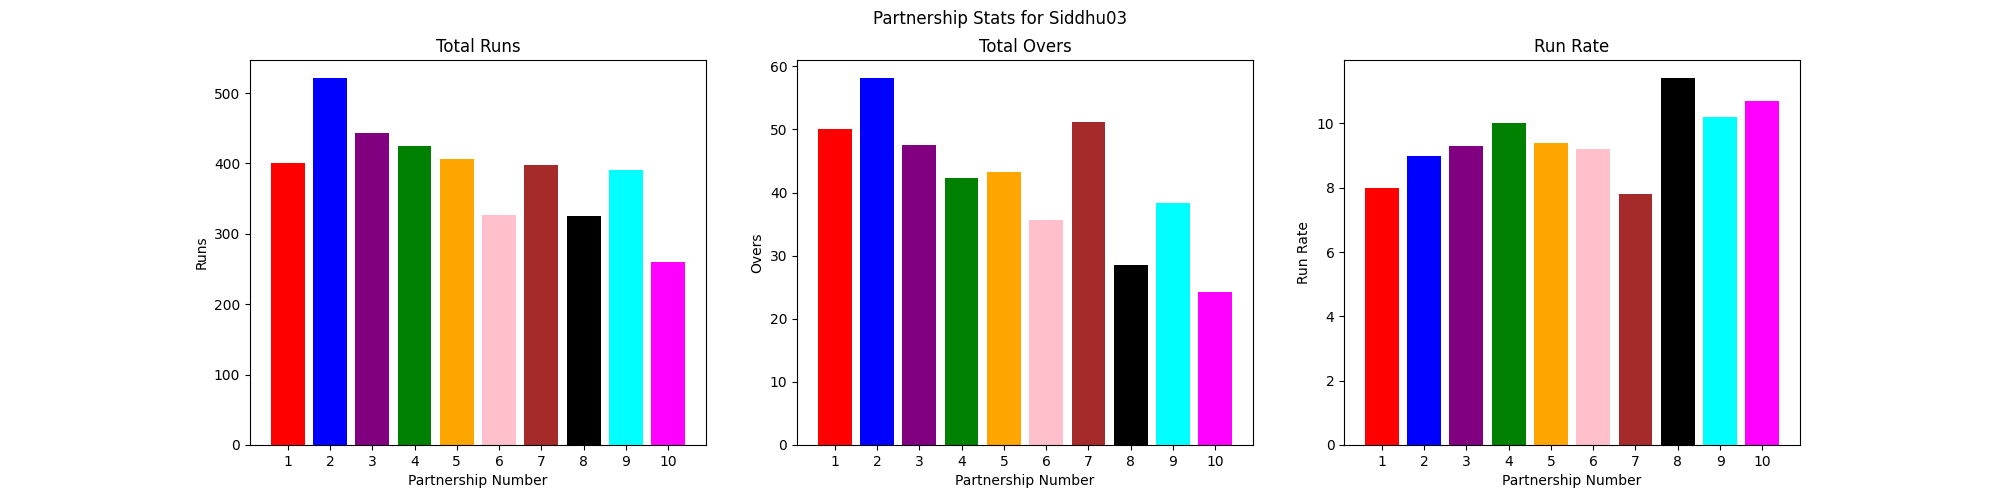 Partnership Stats for Siddhu03
Total Runs
Runs
500
400
300
200
100
0
1 2 3 4 5 6 7 8 9 10
Partnership Number
Total Overs
Overs
60
50
40
30
20
10
0
1 2 3 4 5 6 7 8 9 10
Partnership Number
Run Rate
Run Rate
10
8
6
4
2
0
1 2 3 4 5 6 7 8 9 10
Partnership Number